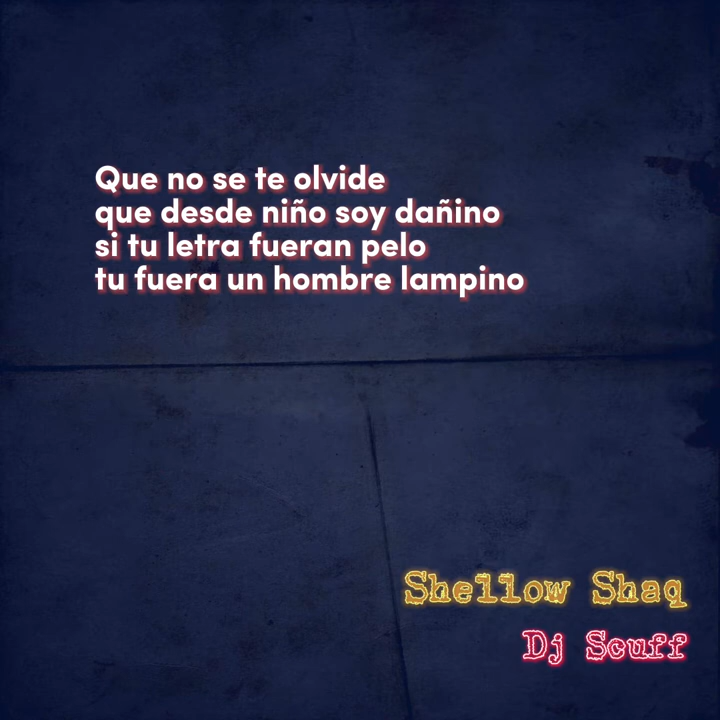 Que no se te olvide
que desde niño soy dañino
si tu letra fueran pelo
tu fuera un hombre lampino
Shellow Shaq
Dj Scuff